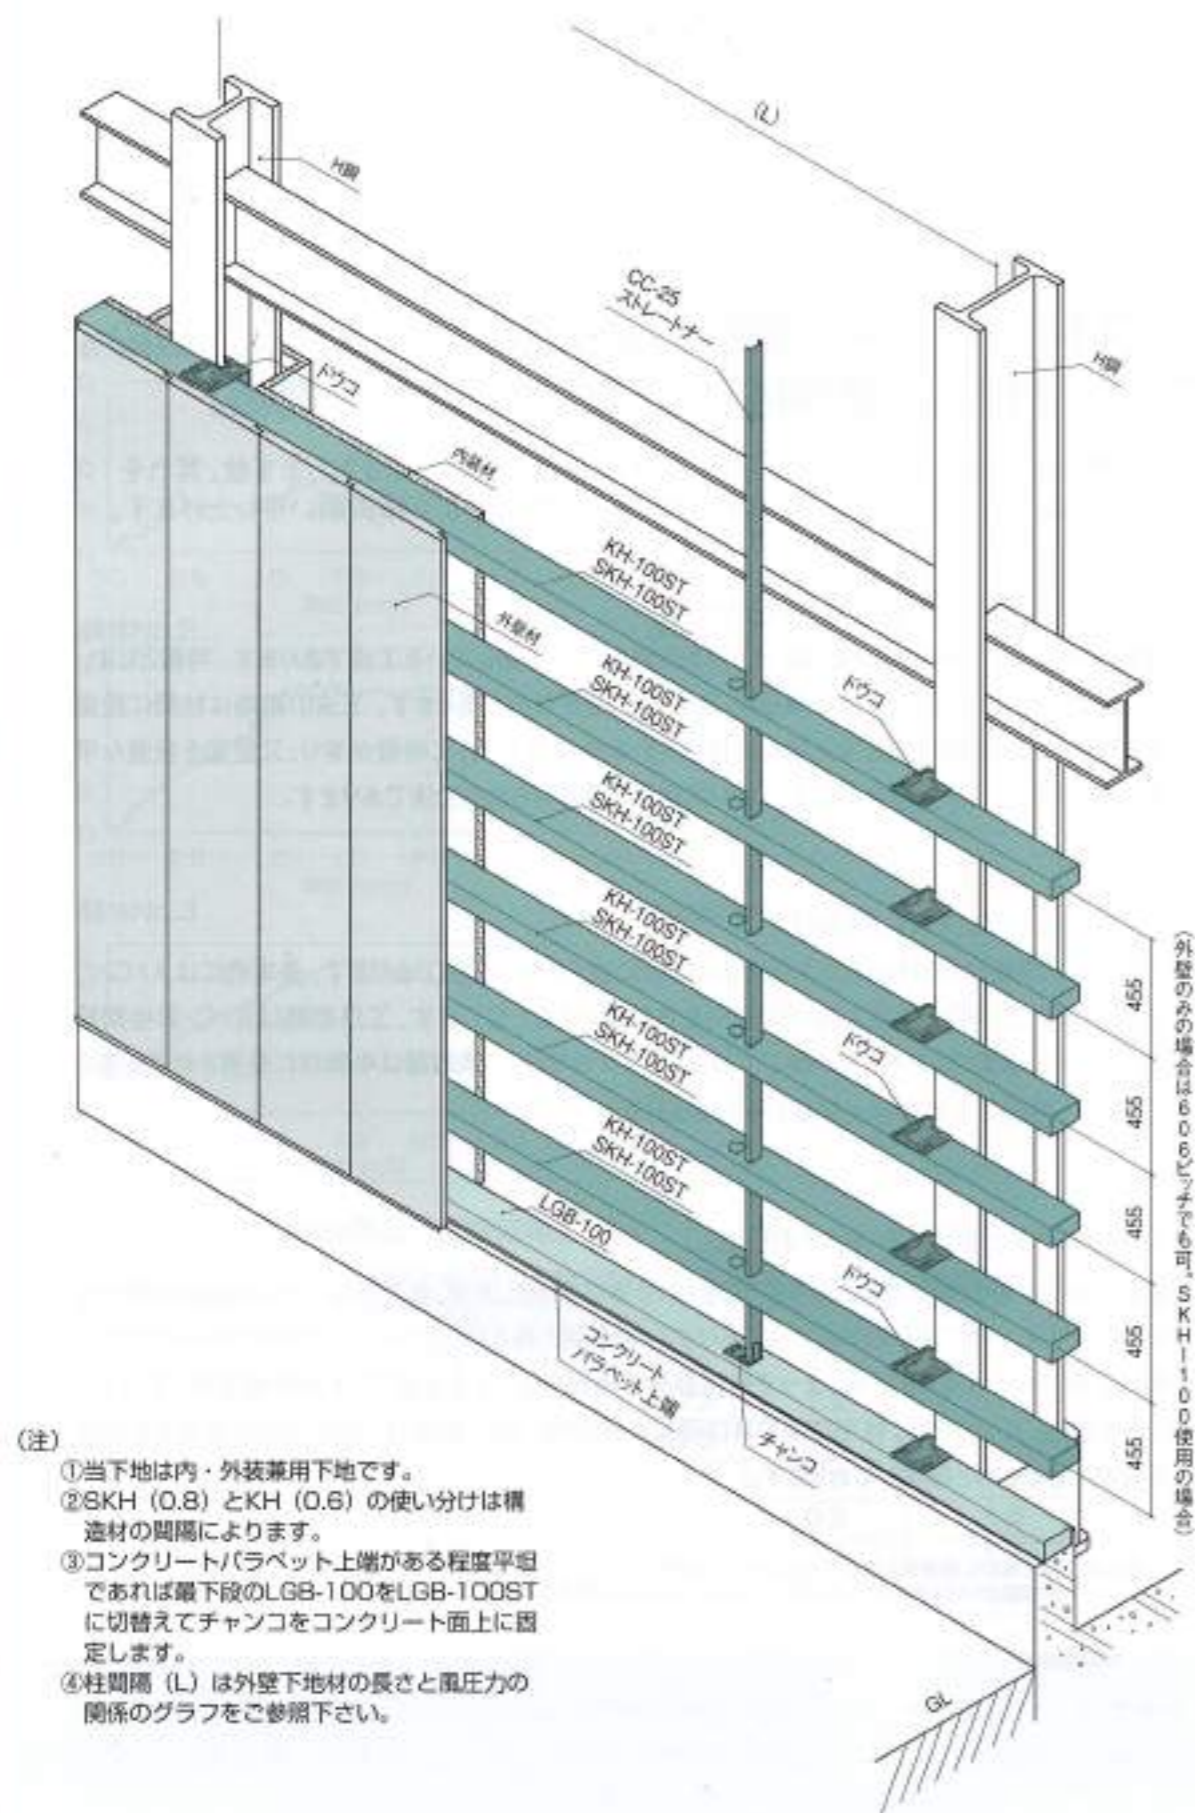 (L)
H鋼
CC-25
ストレートナー
H鋼
ドウコ
内装材
KH-100ST
SKH-100ST
外壁材
KH-100ST
SKH-100ST
ドウコ
KH-100ST
SKH-100ST
KH-100ST
SKH-100ST
KH-100ST
SKH-100ST
ドウコ
KH-100ST
SKH-100ST
LGB-100
ドウコ
コンクリート
パラペット上端
チャンコ
455
455
455
455
455
(外壁のみの場合は606ピッチでも可。SKH-100使用の場合)
GL
(注)
①当下地は内・外装兼用下地です。
②SKH(0.8)とKH(0.6)の使い分けは構
造材の間隔によります。
③コンクリートパラペット上端がある程度平坦
であれば最下段のLGB-100をLGB-100ST
に切替えてチャンコをコンクリート面上に固
定します。
④柱間隔(L)は外壁下地材の長さと風圧力の
関係のグラフをご参照下さい。